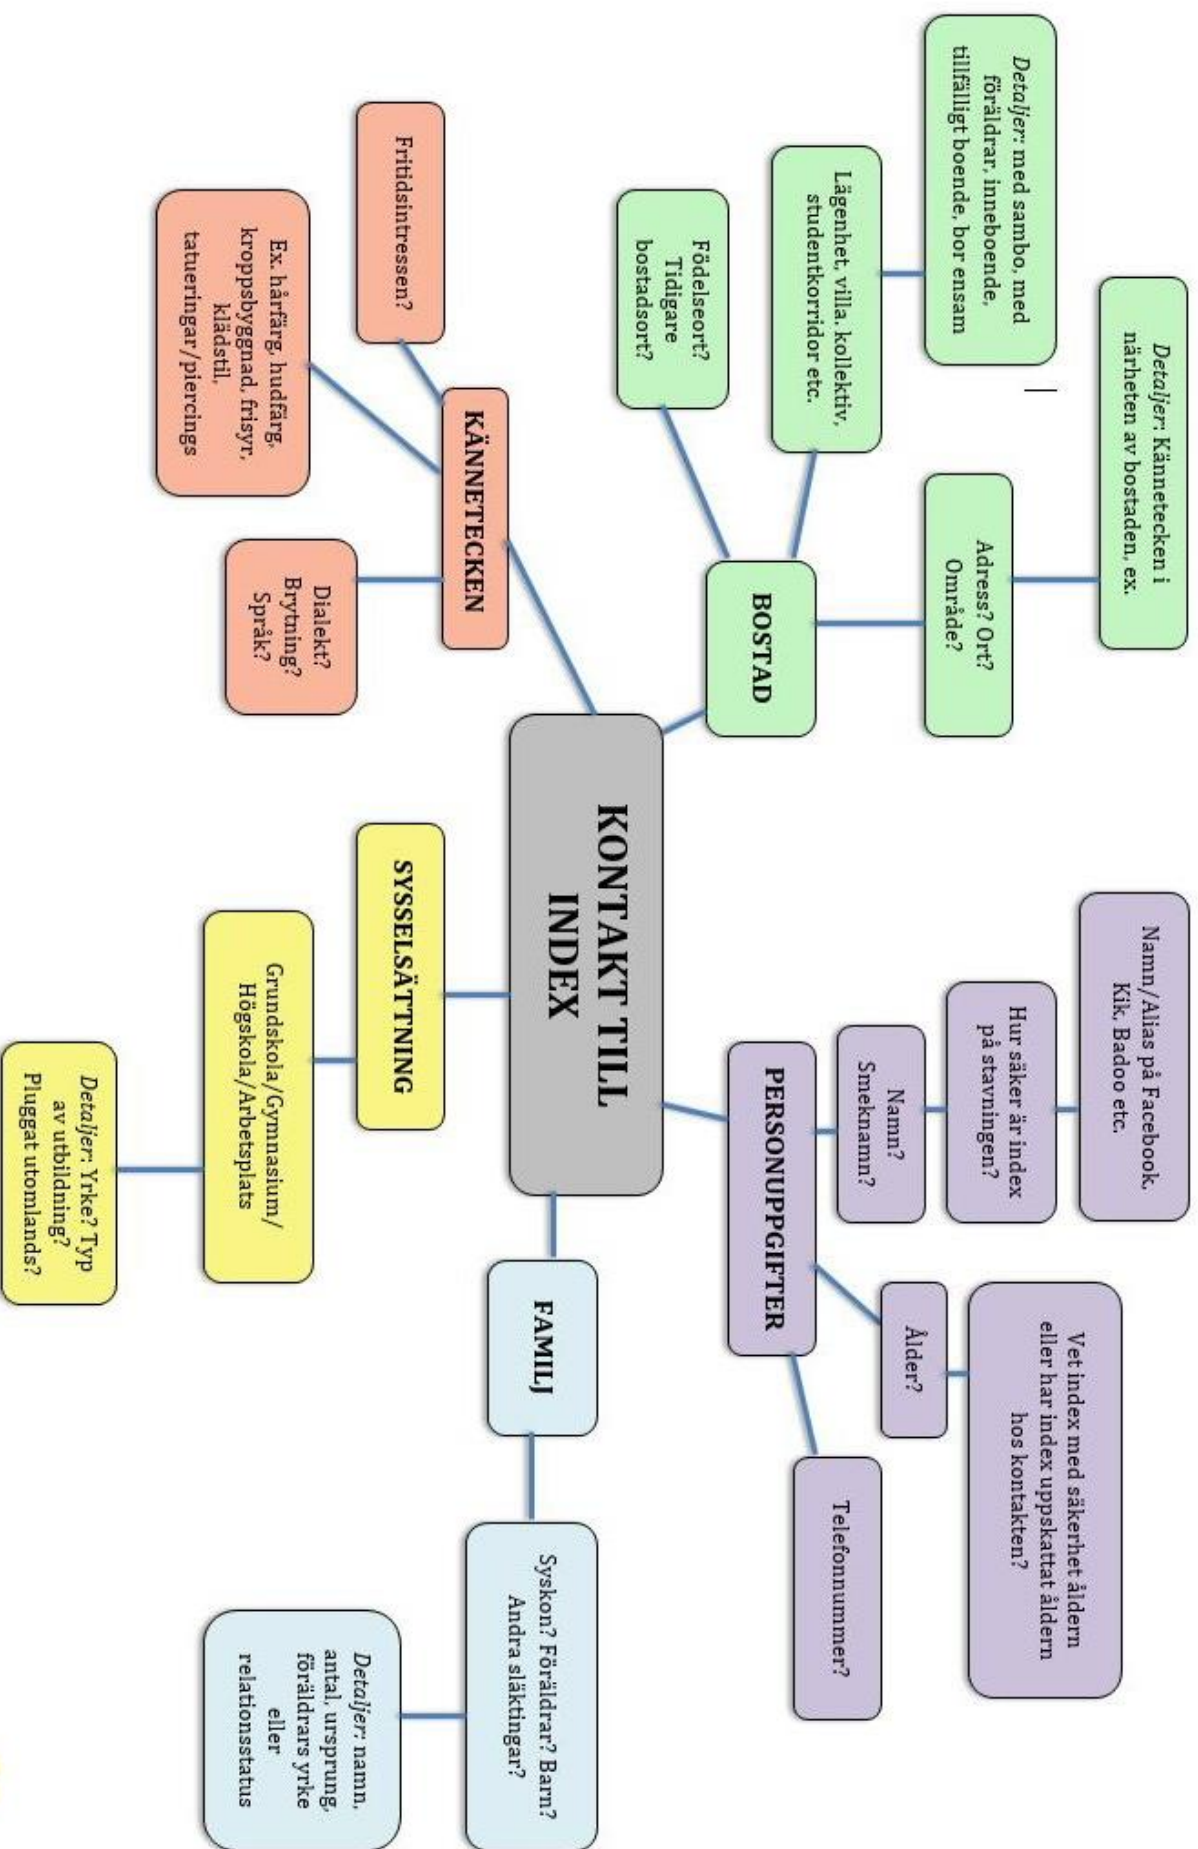 Detaljer: Kännetecken i
närheten av bostaden, ex.
Detaljer: med sambo, med
föräldrar, inneboende,
tillfälligt boende, bor ensam
Adress? Ort?
Område?
Lägenhet, villa. kollektiv,
studentkorridor etc.
Födelseort?
Tidigare
bostadsort?
BOSTAD
Namn/Alias på Facebook,
Kik, Badoo etc.
Hur säker är index
på stavningen?
Namn?
Smeknamn?
Vet index med säkerhet åldern
eller har index uppskattat åldern
hos kontakten?
Ålder?
Telefonnummer?
PERSONUPPGIFTER
KONTAKT TILL
INDEX
KÄNNETECKEN
Fritidsintressen?
Ex. hårfärg, hudfärg,
kroppsbyggnad, frisyr,
klädstil,
tatueringar/piercings
Dialekt?
Brytning?
Språk?
SYSSELSÄTTNING
Grundskola/Gymnasium/
Högskola/Arbetsplats
Detaljer: Yrke? Typ
av utbildning?
Pluggat utomlands?
FAMILJ
Syskon? Föräldrar? Barn?
Andra släktingar?
Detaljer: namn,
antal, ursprung,
föräldrars yrke
eller
relationsstatus